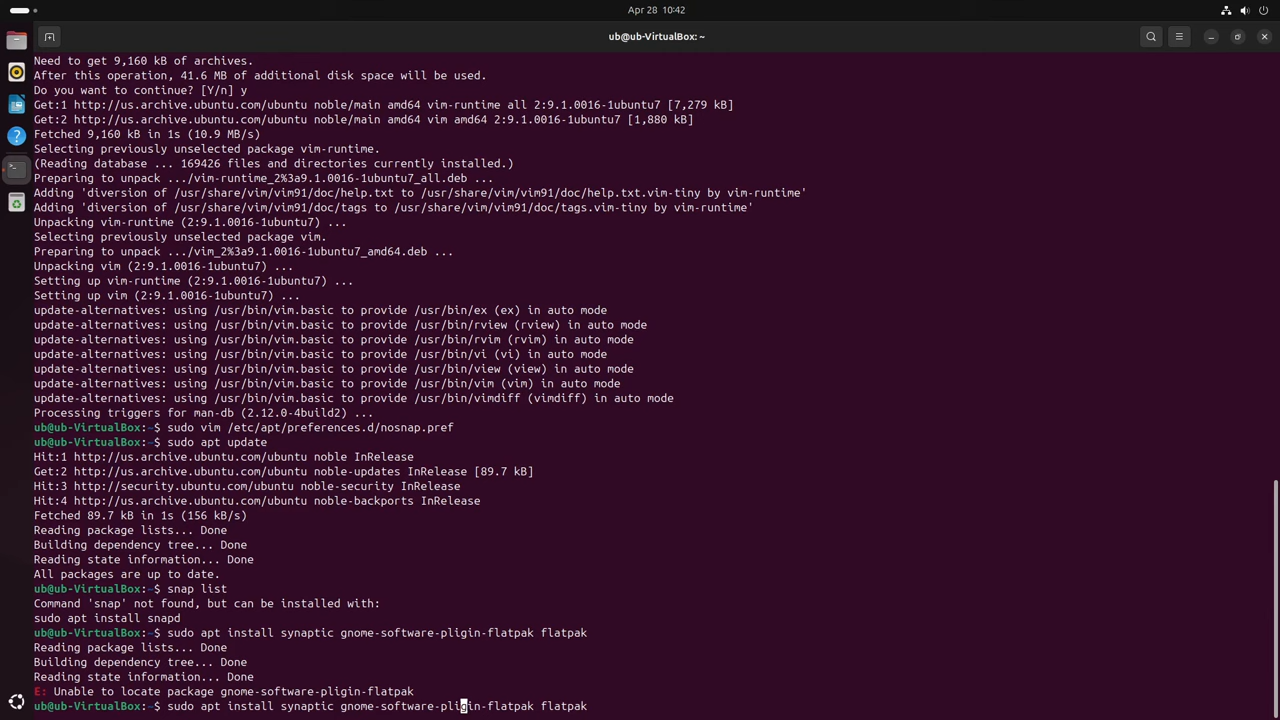 Apr 28 10:42
ub@ub-VirtualBox: ~
Need to get 9,160 kB of archives.
After this operation, 41.6 MB of additional disk space will be used.
Do you want to continue? [Y/n] y
Get:1 http://us.archive.ubuntu.com/ubuntu noble/main amd64 vim-runtime all 2:9.1.0016-1ubuntu7 [7,279 kB]
Get:2 http://us.archive.ubuntu.com/ubuntu noble/main amd64 vim amd64 2:9.1.0016-1ubuntu7 [1,880 kB]
Fetched 9,160 kB in 1s (10.9 MB/s)
Selecting previously unselected package vim-runtime.
(Reading database ... 169426 files and directories currently installed.)
Preparing to unpack .../vim-runtime_2%3a9.1.0016-1ubuntu7_all.deb ...
Adding 'diversion of /usr/share/vim/vim91/doc/help.txt to /usr/share/vim/vim91/doc/help.txt.vim-tiny by vim-runtime'
Adding 'diversion of /usr/share/vim/vim91/doc/tags to /usr/share/vim/vim91/doc/tags.vim-tiny by vim-runtime'
Unpacking vim-runtime (2:9.1.0016-1ubuntu7) ...
Selecting previously unselected package vim.
Preparing to unpack .../vim_2%3a9.1.0016-1ubuntu7_amd64.deb ...
Unpacking vim (2:9.1.0016-1ubuntu7) ...
Setting up vim-runtime (2:9.1.0016-1ubuntu7) ...
Setting up vim (2:9.1.0016-1ubuntu7) ...
update-alternatives: using /usr/bin/vim.basic to provide /usr/bin/ex (ex) in auto mode
update-alternatives: using /usr/bin/vim.basic to provide /usr/bin/rview (rview) in auto mode
update-alternatives: using /usr/bin/vim.basic to provide /usr/bin/rvim (rvim) in auto mode
update-alternatives: using /usr/bin/vim.basic to provide /usr/bin/vi (vi) in auto mode
update-alternatives: using /usr/bin/vim.basic to provide /usr/bin/view (view) in auto mode
update-alternatives: using /usr/bin/vim.basic to provide /usr/bin/vim (vim) in auto mode
update-alternatives: using /usr/bin/vim.basic to provide /usr/bin/vimdiff (vimdiff) in auto mode
Processing triggers for man-db (2.12.0-4build2) ...
ub@ub-VirtualBox:~$ sudo vim /etc/apt/preferences.d/nosnap.pref
ub@ub-VirtualBox:~$ sudo apt update
Hit:1 http://us.archive.ubuntu.com/ubuntu noble InRelease
Get:2 http://us.archive.ubuntu.com/ubuntu noble-updates InRelease [89.7 kB]
Hit:3 http://security.ubuntu.com/ubuntu noble-security InRelease
Hit:4 http://us.archive.ubuntu.com/ubuntu noble-backports InRelease
Fetched 89.7 kB in 1s (156 kB/s)
Reading package lists... Done
Building dependency tree... Done
Reading state information... Done
All packages are up to date.
ub@ub-VirtualBox:~$ snap list
Command 'snap' not found, but can be installed with:
sudo apt install snapd
ub@ub-VirtualBox:~$ sudo apt install synaptic gnome-software-pligin-flatpak flatpak
Reading package lists... Done
Building dependency tree... Done
Reading state information... Done
E: Unable to locate package gnome-software-pligin-flatpak
ub@ub-VirtualBox:~$ sudo apt install synaptic gnome-software-pligin-flatpak flatpak